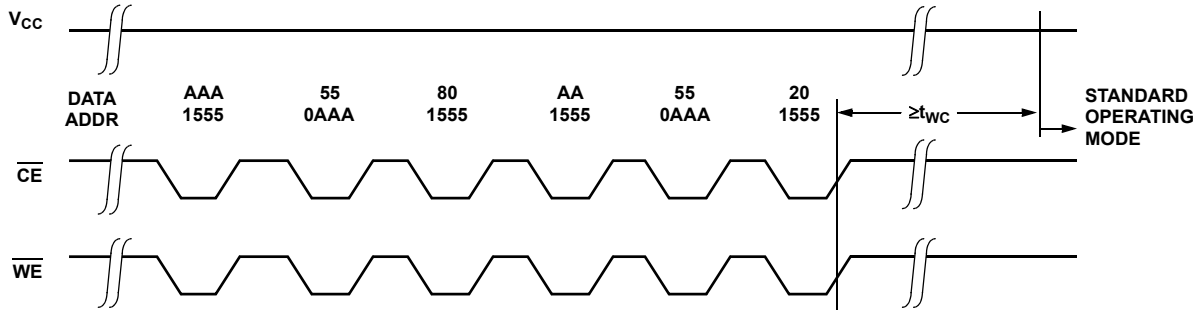 VCC
DATA AAA 55 80 AA 55 20
ADDR 1555 0AAA 1555 1555 0AAA 1555
≥tWC
STANDARD
OPERATING
MODE
CE
WE